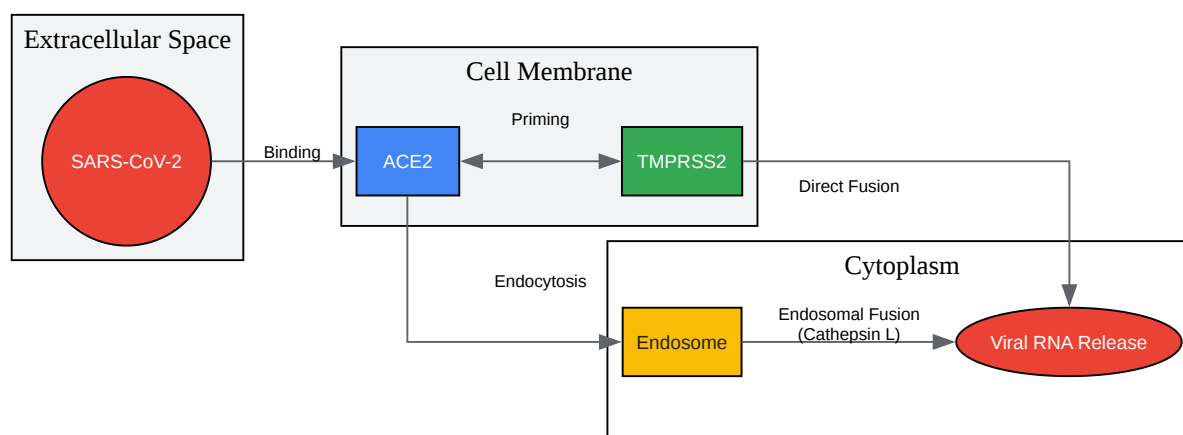 Extracellular Space
SARS-CoV-2
Binding
Cell Membrane
ACE2
Priming
TMPRSS2
Direct Fusion
Endocytosis
Cytoplasm
Endosome
Endosomal Fusion
(Cathepsin L)
Viral RNA Release